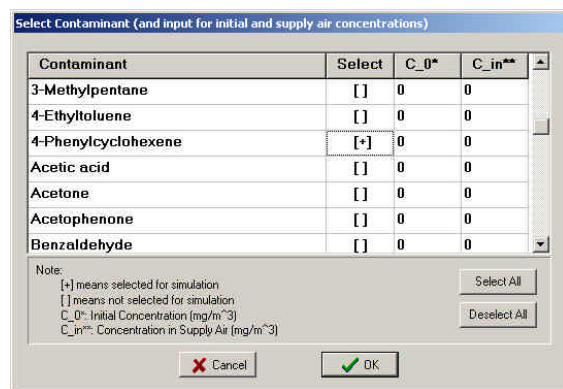 Select Contaminant (and input for initial and supply air concentrations)
Contaminant Select C_0* C_in**
3-Methylpentane [ ] 0 0
4-Ethyltoluene [ ] 0 0
4-Phenylcyclohexene [+] 0 0
Acetic acid [ ] 0 0
Acetone [ ] 0 0
Acetophenone [ ] 0 0
Benzaldehyde [ ] 0 0
Note:
[+] means selected for simulation
[ ] means not selected for simulation
C_0*: Initial Concentration (mg/m^3)
C_in**: Concentration in Supply Air (mg/m^3)
Select All
Deselect All
Cancel OK